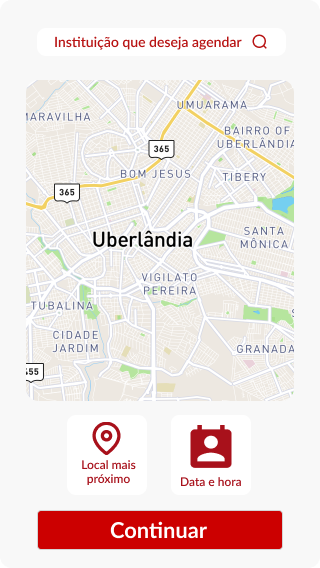 Instituição que deseja agendar
UMUARAMA
MARAVILHA
BAIRRO OF
UBERLÂNDIA
365
BOM JESUS
TIBERY
365
Uberlândia
SANTA
MÔNICA
VIGILATO
PEREIRA
TUBALINA
CIDADE
JARDIM
GRANADA
455
Local mais
próximo
Data e hora
Continuar